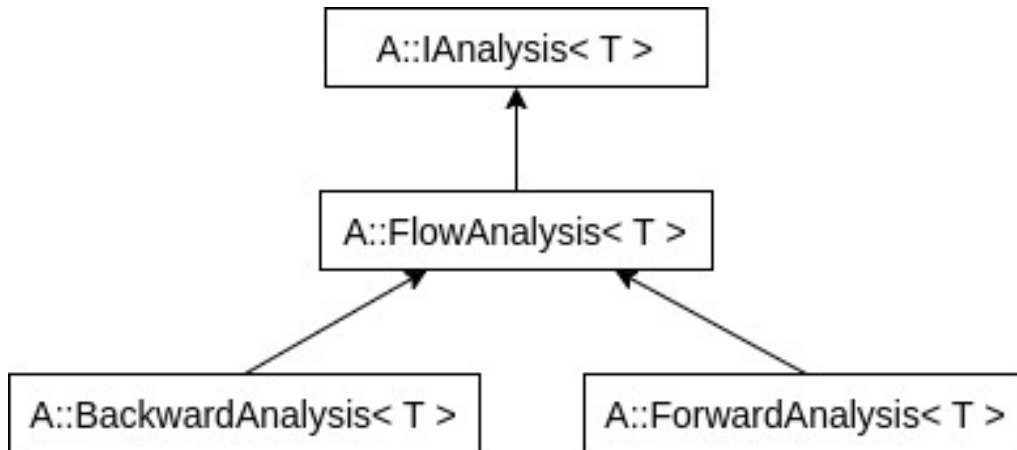 A::IAnalysis< T >
A::FlowAnalysis< T >
A::BackwardAnalysis< T >
A::ForwardAnalysis< T >